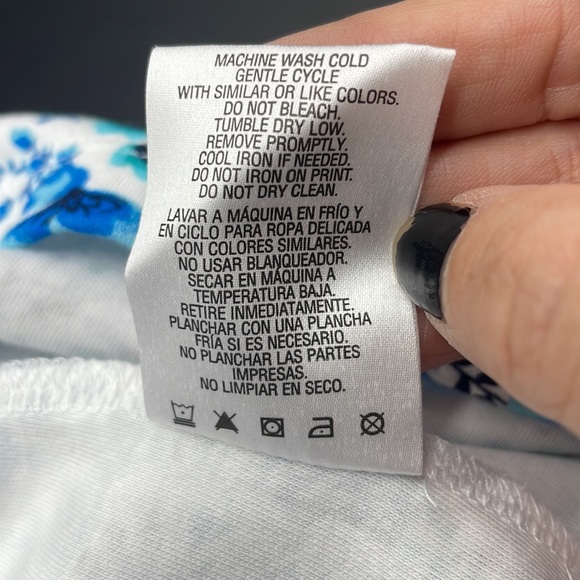 MACHINE WASH COLD
GENTLE CYCLE
WITH SIMILAR OR LIKE COLORS.
DO NOT BLEACH.
TUMBLE DRY LOW.
REMOVE PROMPTLY.
COOL IRON IF NEEDED.
DO NOT IRON ON PRINT.
DO NOT DRY CLEAN.
LAVAR A MÁQUINA EN FRÍO Y
EN CICLO PARA ROPA DELICADA
CON COLORES SIMILARES.
NO USAR BLANQUEADOR.
SECAR EN MÁQUINA A
TEMPERATURA BAJA.
RETIRE INMEDIATAMENTE.
PLANCHAR CON UNA PLANCHA
FRÍA SI ES NECESARIO.
NO PLANCHAR LAS PARTES
IMPRESAS.
NO LIMPIAR EN SECO.